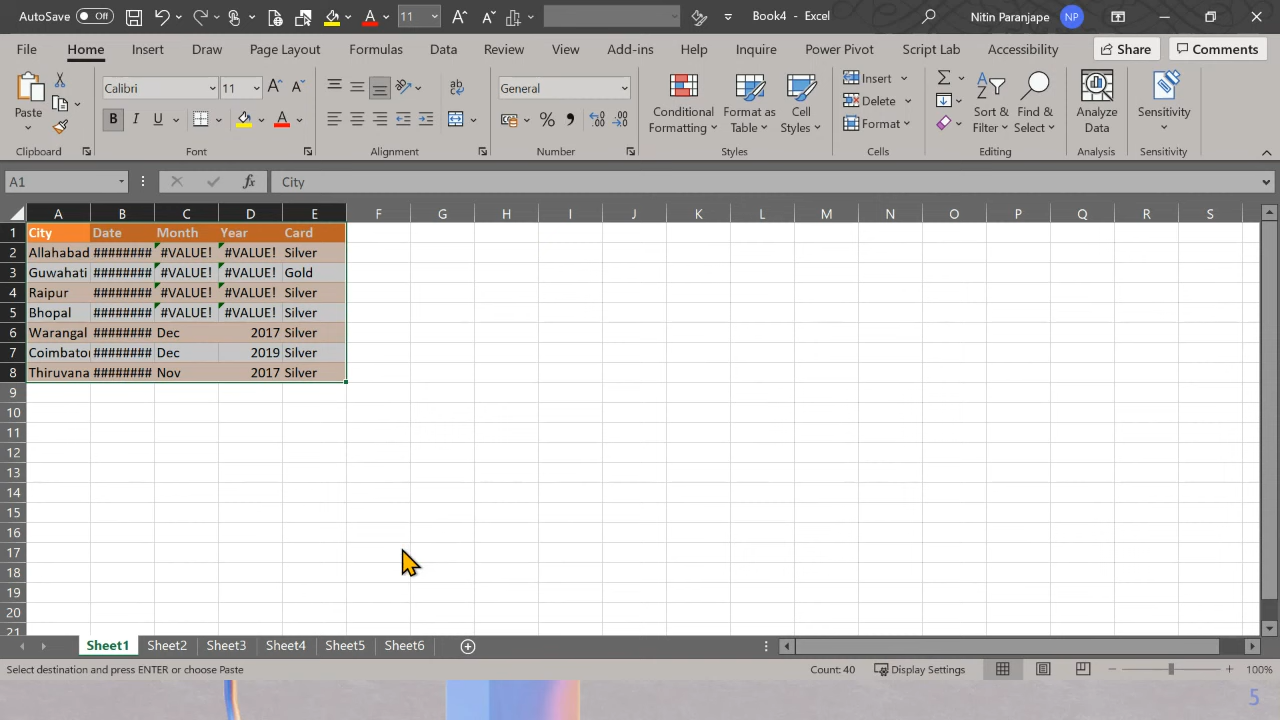 AutoSave Off 11 Book4 - Excel Nitin Paranjape NP
File Home Insert Draw Page Layout Formulas Data Review View Add-ins Help Inquire Power Pivot Script Lab Accessibility Share Comments
Paste Calibri 11 General Conditional Formatting Format as Table Cell Styles Insert Delete Format Sort & Filter Find & Select Analyze Data Sensitivity
Clipboard Font Alignment Number Styles Cells Editing Analysis Sensitivity
A1 fx City
A B C D E F G H I J K L M N O P Q R S
1 City Date Month Year Card
2 Allahabad ######## #VALUE! #VALUE! Silver
3 Guwahati ######## #VALUE! #VALUE! Gold
4 Raipur ######## #VALUE! #VALUE! Silver
5 Bhopal ######## #VALUE! #VALUE! Silver
6 Warangal ######## Dec 2017 Silver
7 Coimbato ######## Dec 2019 Silver
8 Thiruvana ######## Nov 2017 Silver
9
10
11
12
13
14
15
16
17
18
19
20
21
Sheet1 Sheet2 Sheet3 Sheet4 Sheet5 Sheet6
Select destination and press ENTER or choose Paste Count: 40 Display Settings 100%
5